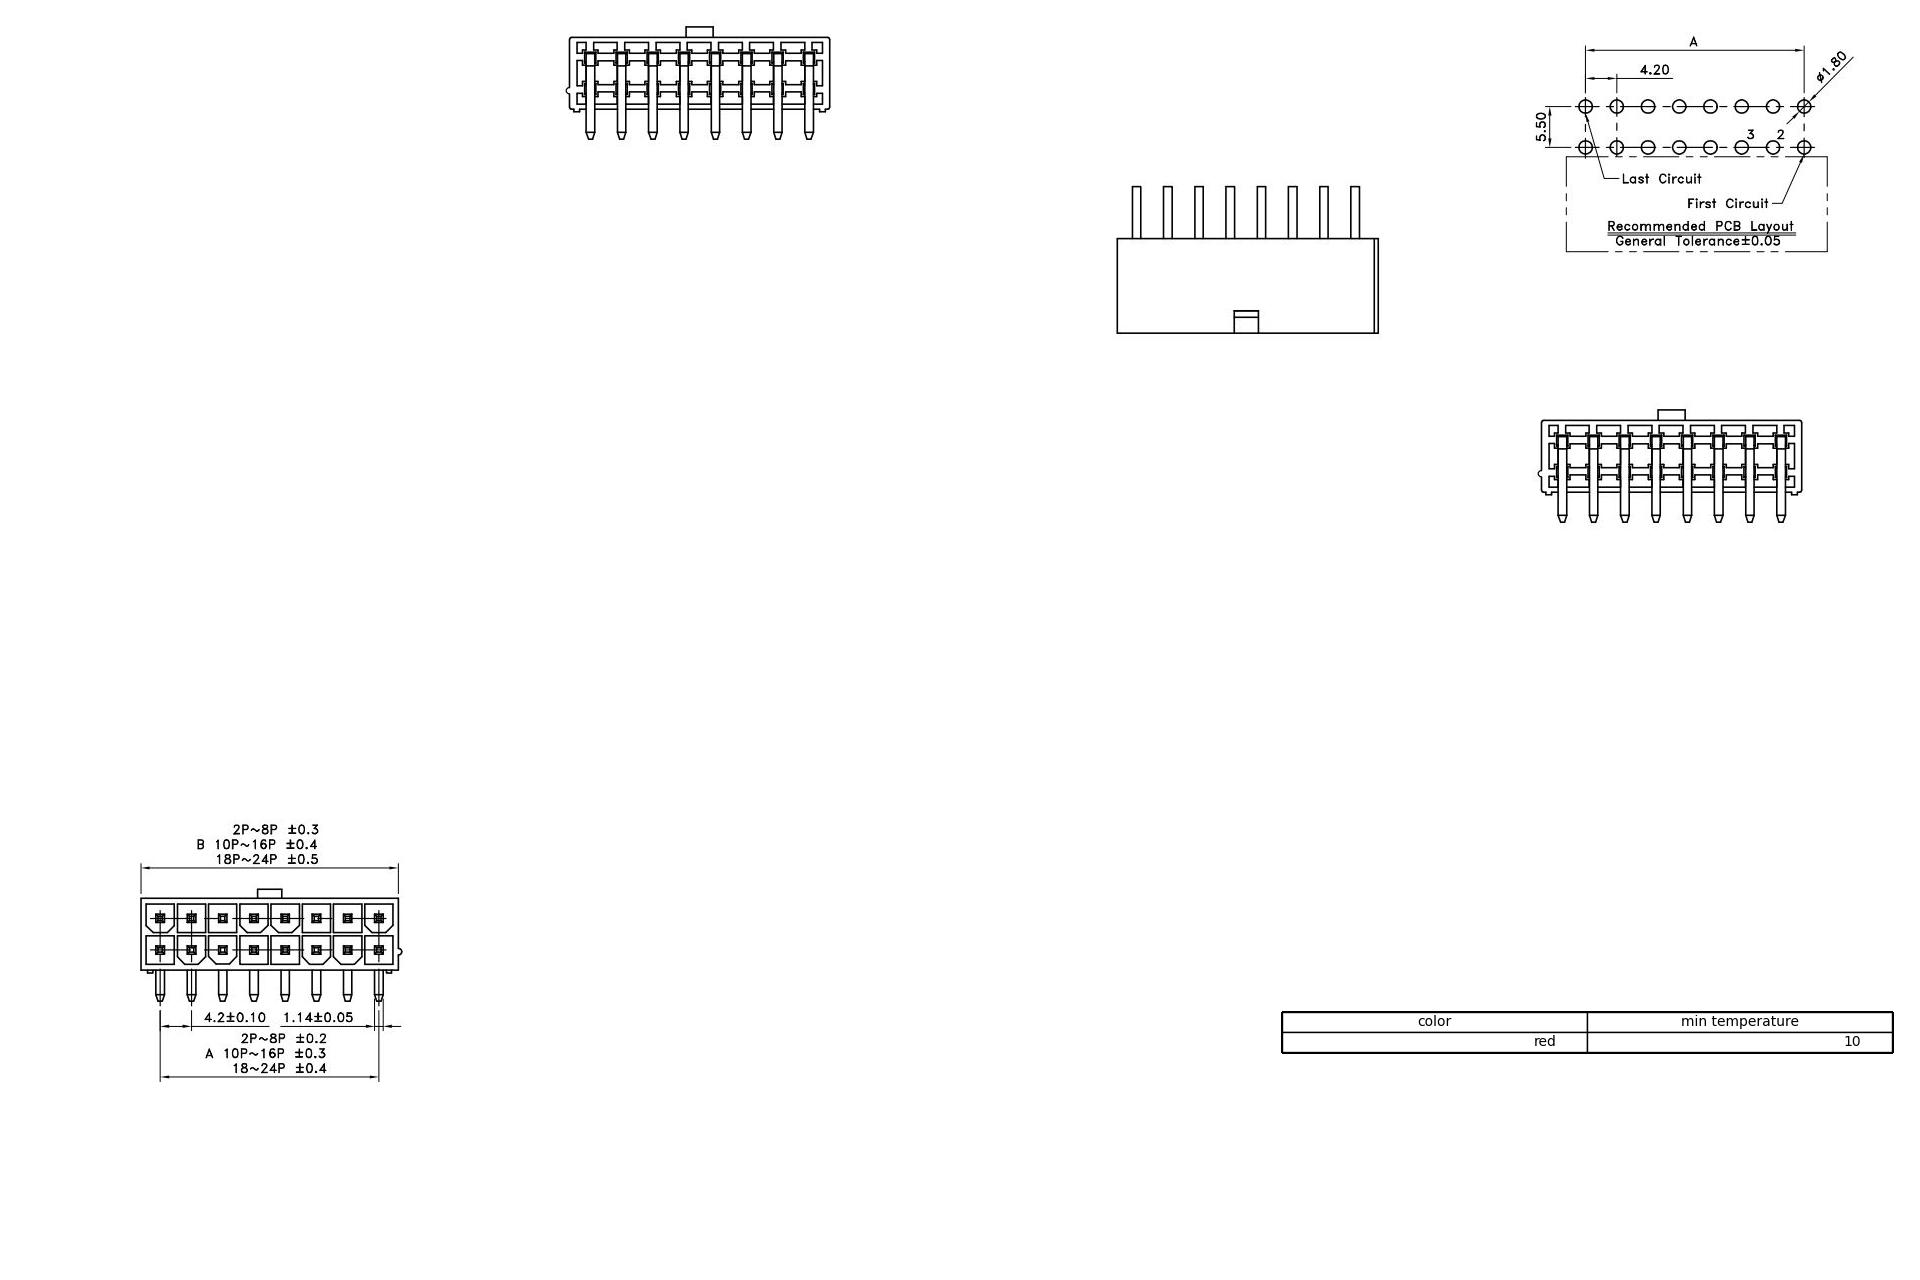 A
4.20
ø1.80
5.50
3 2
Last Circuit
First Circuit
Recommended PCB Layout
General Tolerance±0.05
2P~8P ±0.3
B 10P~16P ±0.4
18P~24P ±0.5
4.2±0.10 1.14±0.05
2P~8P ±0.2
A 10P~16P ±0.3
18~24P ±0.4
color min temperature
red 10